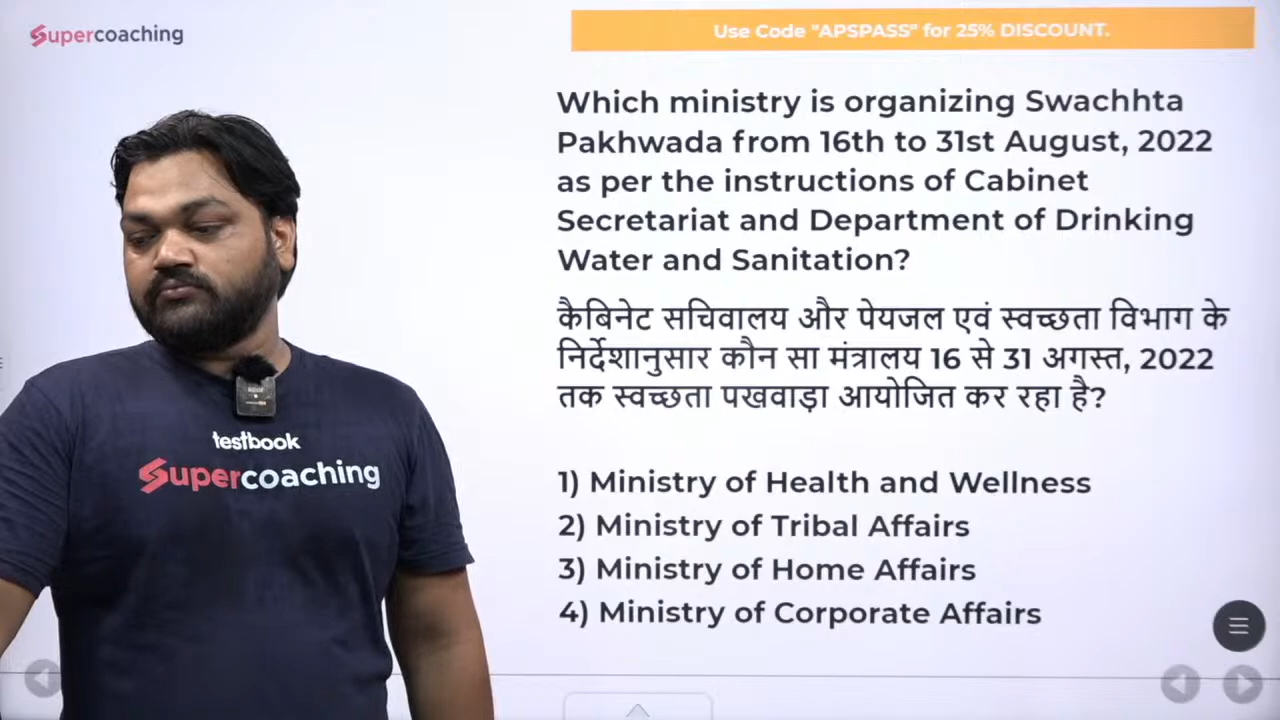 Supercoaching
Use Code "APSPASS" for 25% DISCOUNT.
Which ministry is organizing Swachhta
Pakhwada from 16th to 31st August, 2022
as per the instructions of Cabinet
Secretariat and Department of Drinking
Water and Sanitation?
कैबिनेट सचिवालय और पेयजल एवं स्वच्छता विभाग के
निर्देशानुसार कौन सा मंत्रालय 16 से 31 अगस्त, 2022
तक स्वच्छता पखवाड़ा आयोजित कर रहा है?
1) Ministry of Health and Wellness
2) Ministry of Tribal Affairs
3) Ministry of Home Affairs
4) Ministry of Corporate Affairs
testbook
Supercoaching